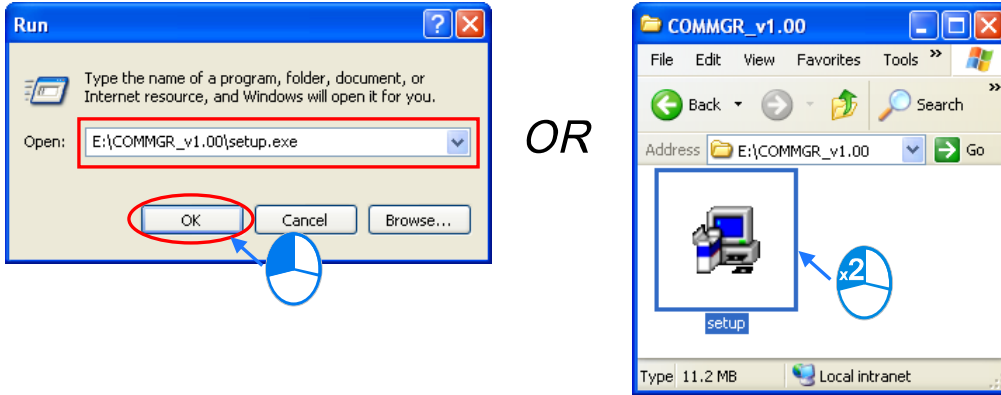 Run
Type the name of a program, folder, document, or
Internet resource, and Windows will open it for you.
Open: E:\COMMGR_v1.00\setup.exe
OK Cancel Browse...
OR
COMMGR_v1.00
File Edit View Favorites Tools »
Back Search »
Address E:\COMMGR_v1.00 Go
x2
setup
Type 11.2 MB Local intranet